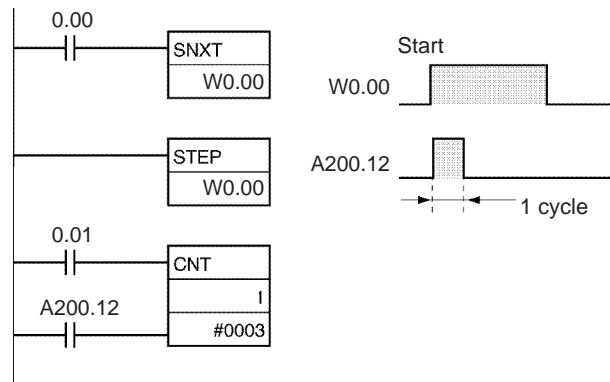 0.00
SNXT
W0.00
STEP
W0.00
0.01
CNT
1
A200.12
#0003
Start
W0.00
A200.12
1 cycle